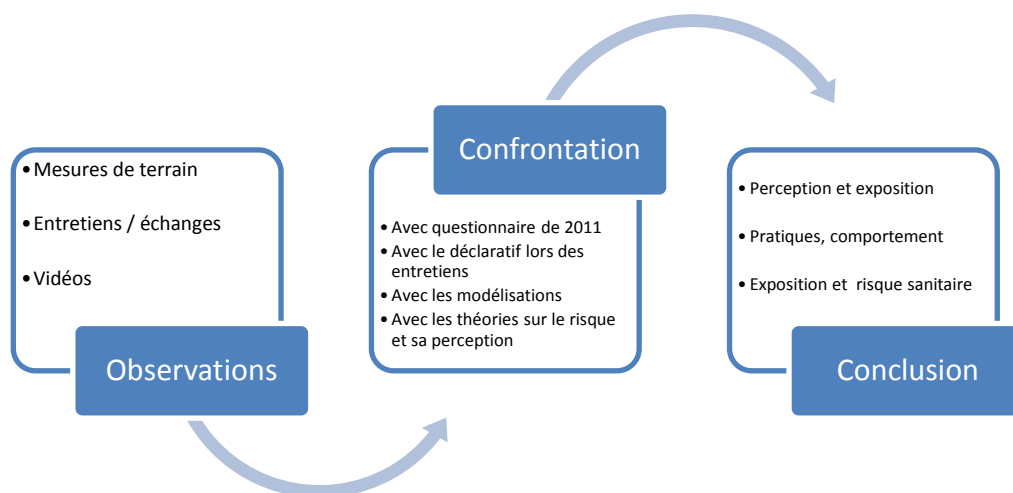 • Mesures de terrain
• Entretiens / échanges
• Vidéos
Observations
Confrontation
• Avec questionnaire de 2011
• Avec le déclaratif lors des
entretiens
• Avec les modélisations
• Avec les théories sur le risque
et sa perception
• Perception et exposition
• Pratiques, comportement
• Exposition et risque sanitaire
Conclusion